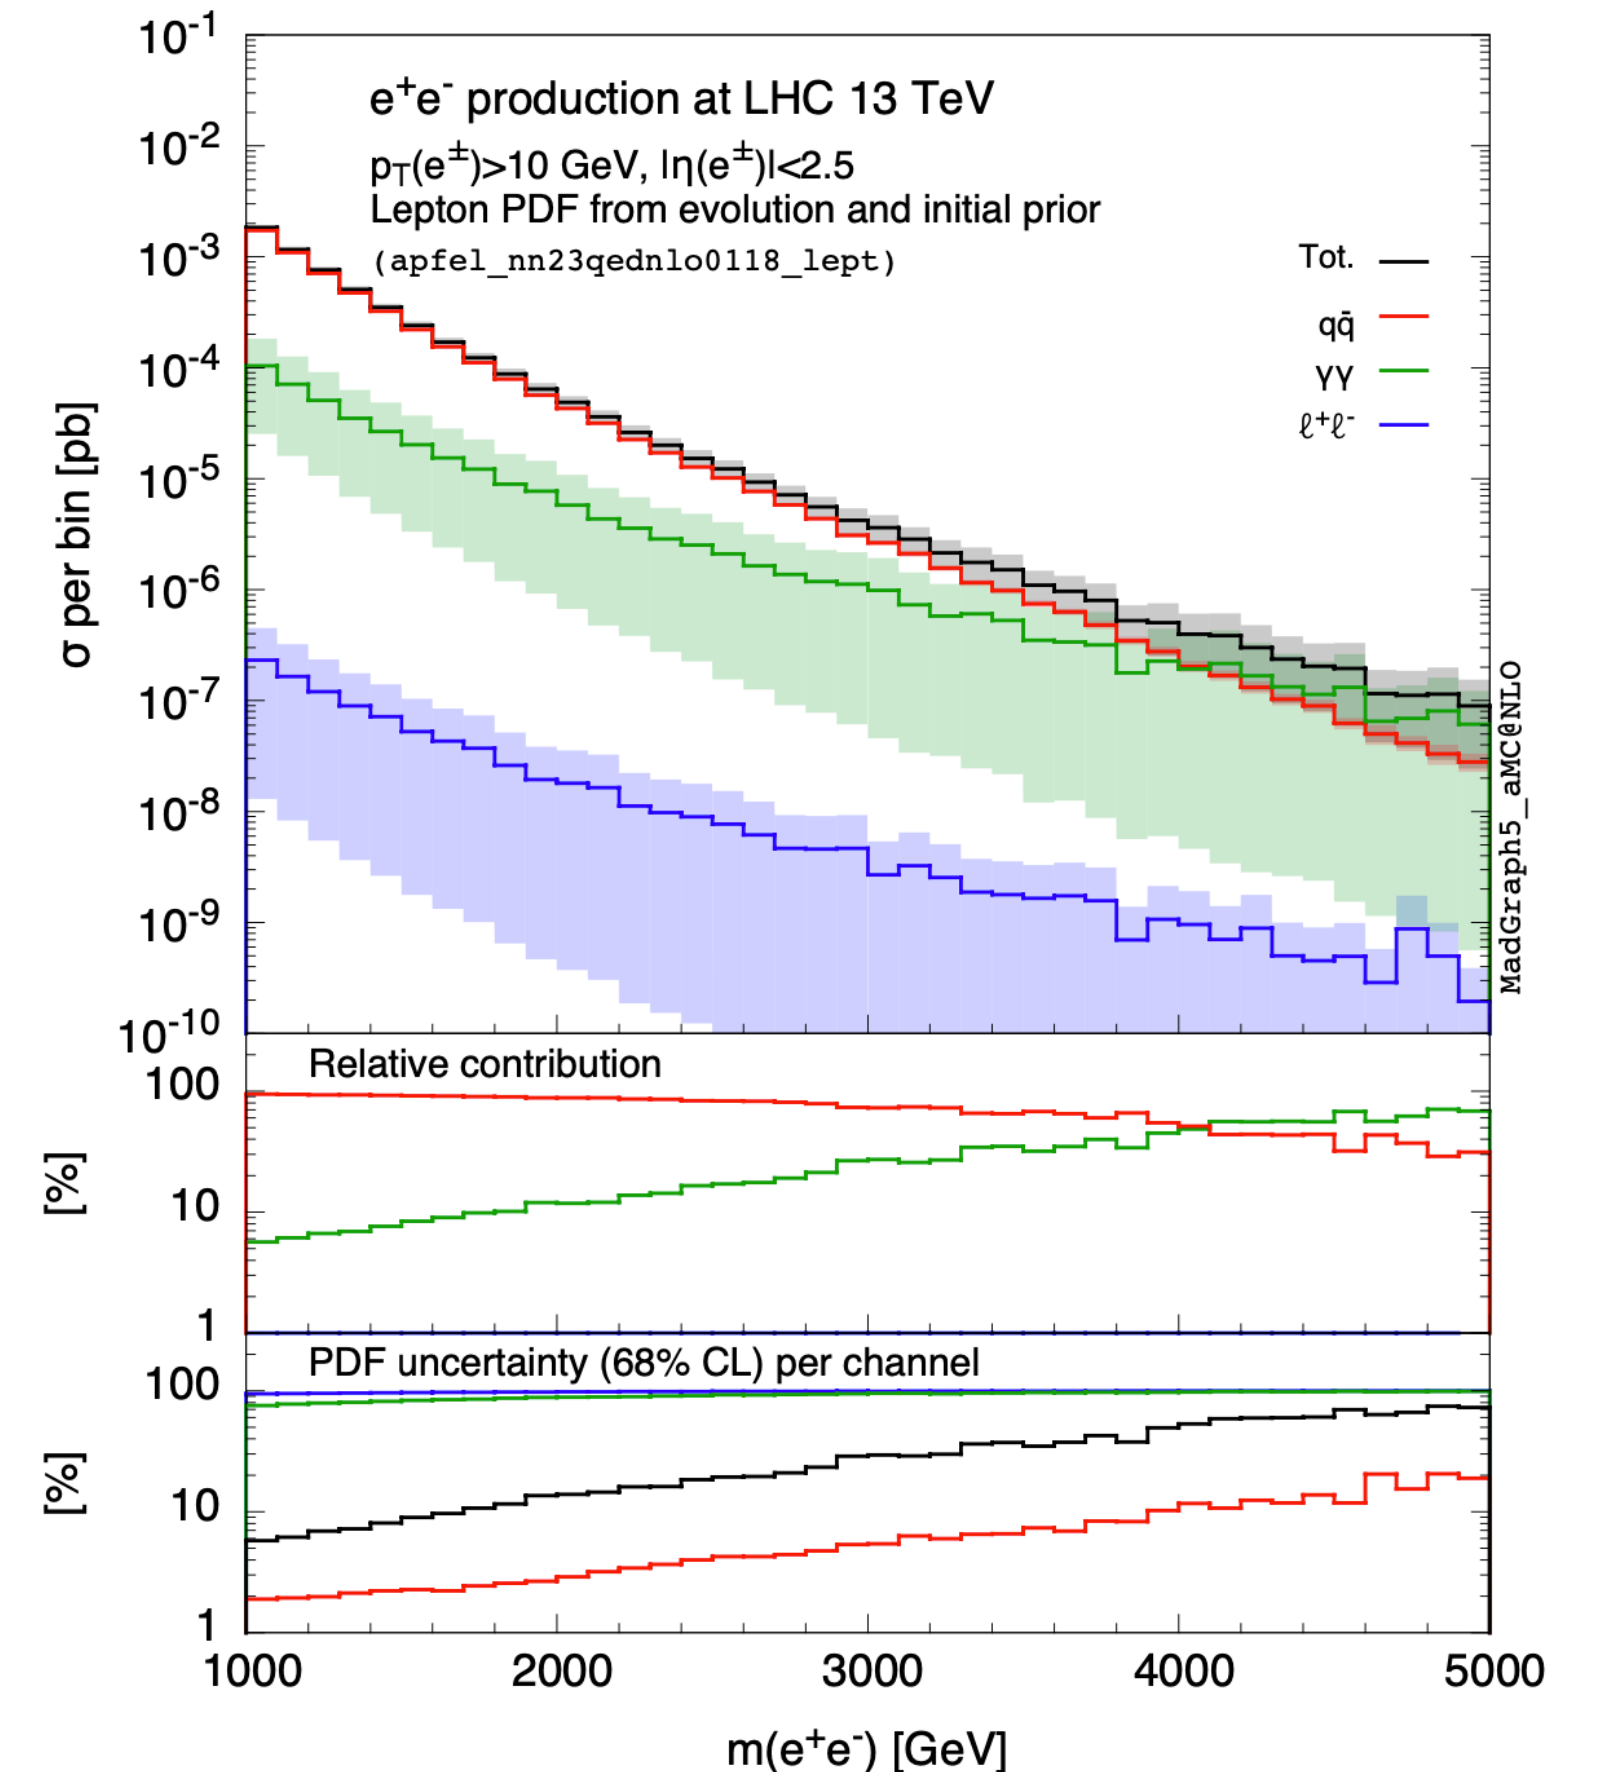 10⁻¹
e⁺e⁻ production at LHC 13 TeV
10⁻²
p_T(e^±)>10 GeV, |η(e^±)|<2.5
Lepton PDF from evolution and initial prior
(apfel_nn23qednlo0118_lept)
10⁻³
Tot.
qq̄
γγ
ℓ⁺ℓ⁻
10⁻⁴
10⁻⁵
10⁻⁶
10⁻⁷
10⁻⁸
10⁻⁹
10⁻¹⁰
σ per bin [pb]
MadGraph5_aMC@NLO
Relative contribution
100
10
1
[%]
PDF uncertainty (68% CL) per channel
100
10
1
[%]
1000 2000 3000 4000 5000
m(e⁺e⁻) [GeV]